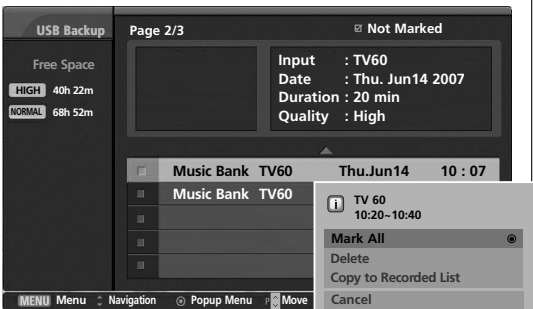 USB Backup
Page 2/3
Not Marked
Free Space
HIGH 40h 22m
NORMAL 68h 52m
Input : TV60
Date : Thu. Jun14 2007
Duration : 20 min
Quality : High
Music Bank TV60 Thu.Jun14 10 : 07
Music Bank TV60
TV 60
10:20~10:40
Mark All
Delete
Copy to Recorded List
Cancel
MENU Menu Navigation Popup Menu P Move